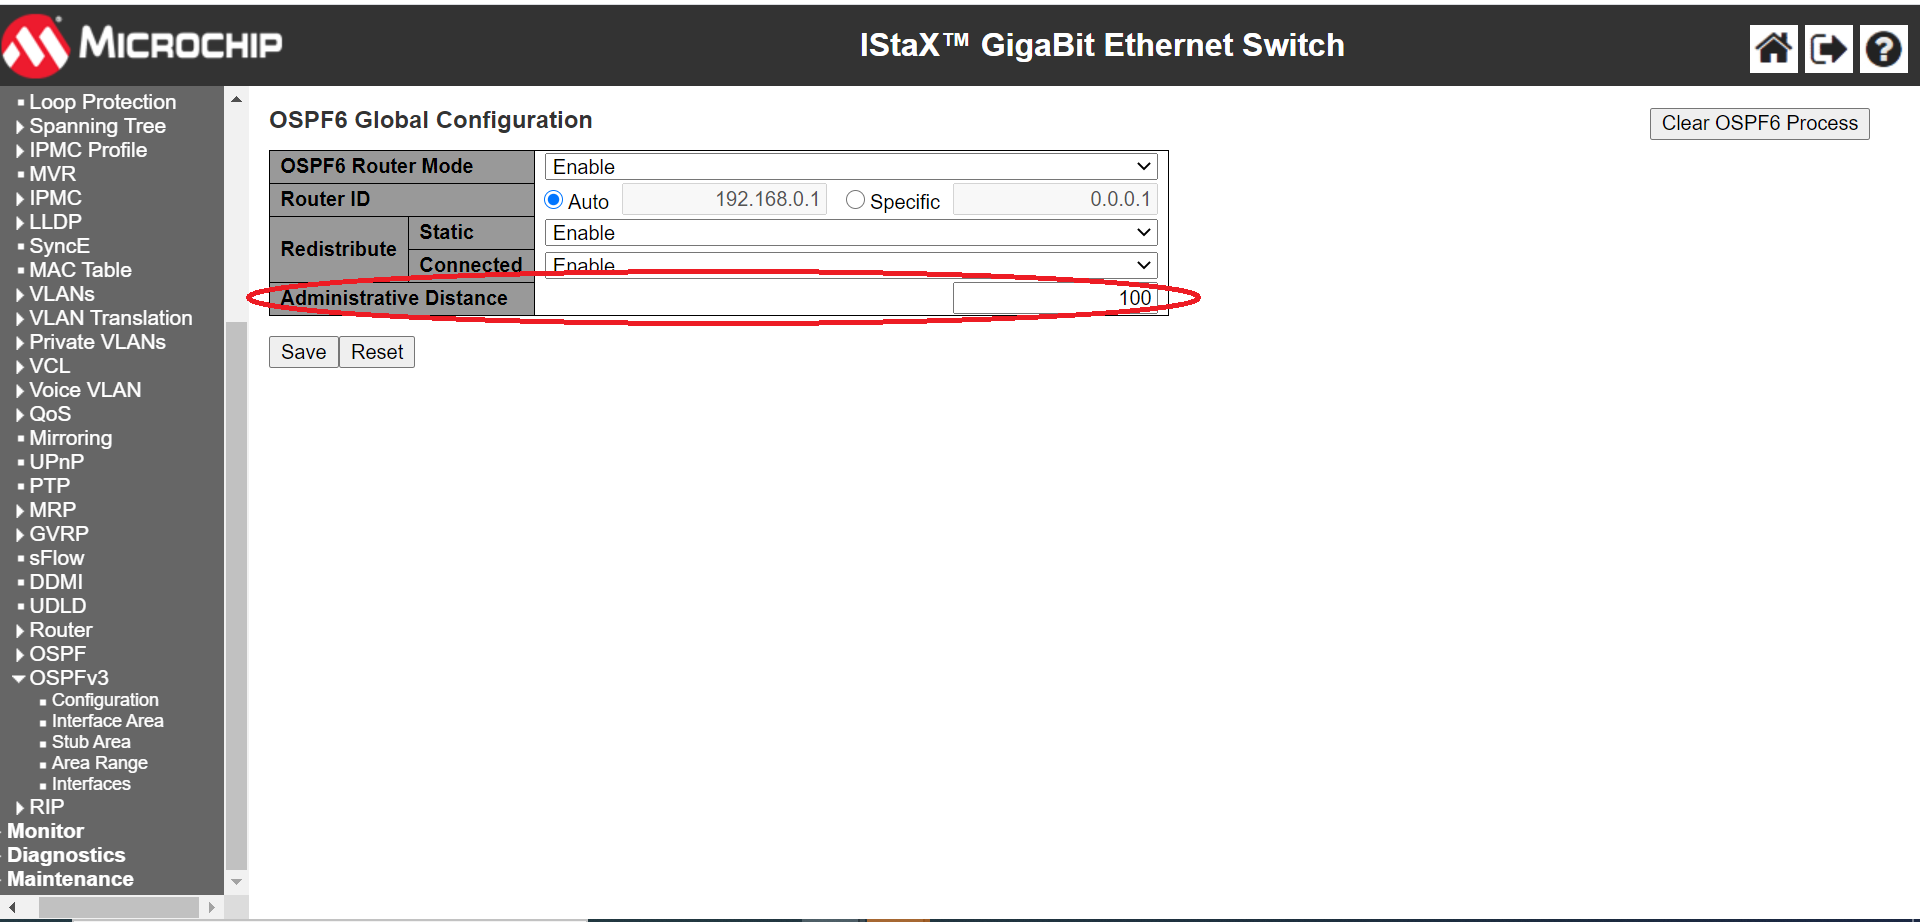 MICROCHIP
IStaX™ GigaBit Ethernet Switch
Loop Protection
Spanning Tree
IPMC Profile
MVR
IPMC
LLDP
SyncE
MAC Table
VLANs
VLAN Translation
Private VLANs
VCL
Voice VLAN
QoS
Mirroring
UPnP
PTP
MRP
GVRP
sFlow
DDMI
UDLD
Router
OSPF
OSPFv3
Configuration
Interface Area
Stub Area
Area Range
Interfaces
RIP
Monitor
Diagnostics
Maintenance
OSPF6 Global Configuration
Clear OSPF6 Process
OSPF6 Router Mode Enable
Router ID Auto 192.168.0.1 Specific 0.0.0.1
Redistribute Static Enable
Connected Enable
Administrative Distance 100
Save Reset